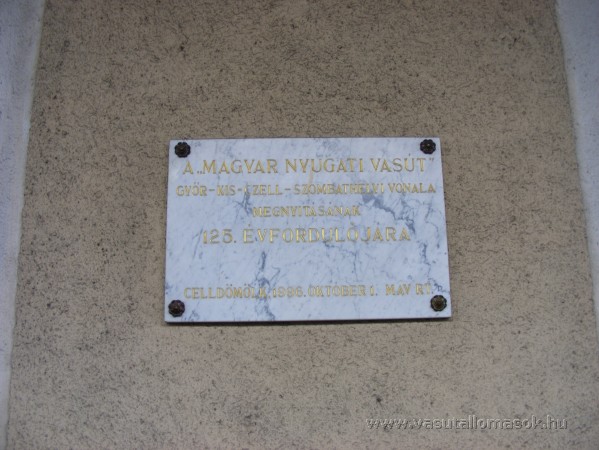 A „MAGYAR NYUGATI VASÚT"
GYŐR - KIS - CZELL - SZOMBATHELYI VONALA
MEGNYITÁSÁNAK
125. ÉVFORDULÓJÁRA
CELLDÖMÖLK, 1996. OKTÓBER 1. MÁV RT.
www.vasutallomasok.hu